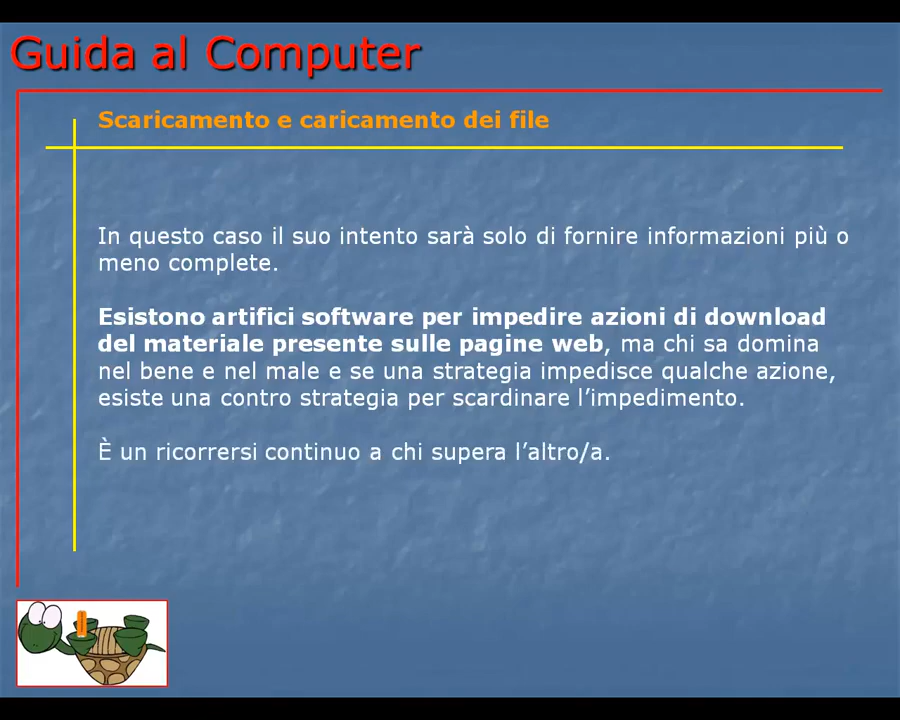 Guida al Computer
Scaricamento e caricamento dei file
In questo caso il suo intento sarà solo di fornire informazioni più o
meno complete.
Esistono artifici software per impedire azioni di download
del materiale presente sulle pagine web, ma chi sa domina
nel bene e nel male e se una strategia impedisce qualche azione,
esiste una contro strategia per scardinare l’impedimento.
È un ricorrersi continuo a chi supera l’altro/a.